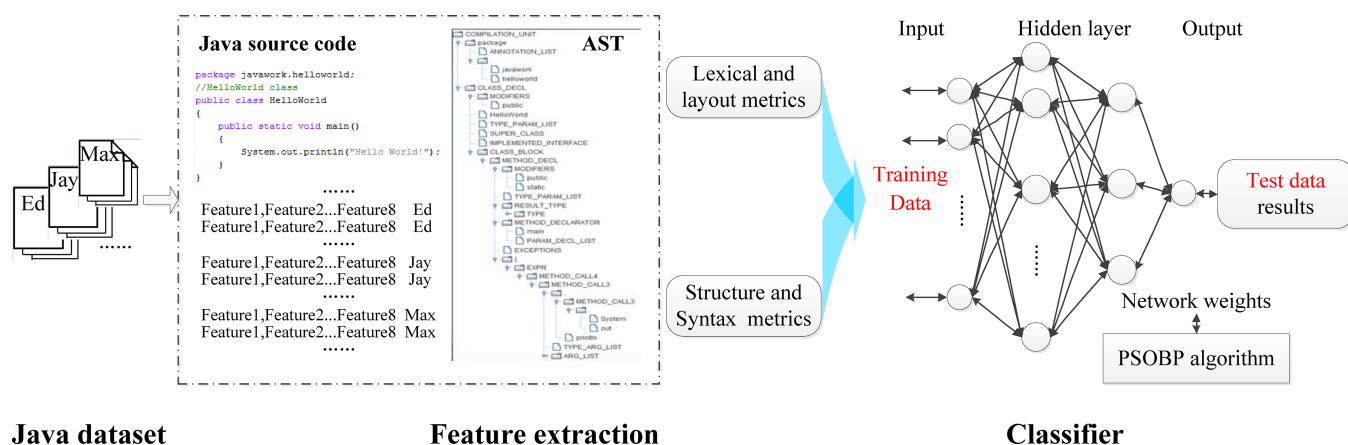 Max
Jay
Ed
......
Java source code
package javawork.helloworld;
//HelloWorld class
public class HelloWorld
{
public static void main()
{
System.out.println("Hello World!");
}
}
......
Feature1,Feature2...Feature8 Ed
Feature1,Feature2...Feature8 Ed
......
Feature1,Feature2...Feature8 Jay
Feature1,Feature2...Feature8 Jay
......
Feature1,Feature2...Feature8 Max
Feature1,Feature2...Feature8 Max
......
AST
COMPILATION_UNIT
package
ANNOTATION_LIST
.
javawork
helloworld
CLASS_DECL
MODIFIERS
public
HelloWorld
TYPE_PARAM_LIST
SUPER_CLASS
IMPLEMENTED_INTERFACE
CLASS_BLOCK
METHOD_DECL
MODIFIERS
public
static
TYPE_PARAM_LIST
RESULT_TYPE
TYPE
METHOD_DECLARATOR
main
PARAM_DECL_LIST
EXCEPTIONS
{
EXPR
METHOD_CALL4
METHOD_CALL3
.
METHOD_CALL3
.
System
out
println
TYPE_ARG_LIST
ARG_LIST
Lexical and
layout metrics
Structure and
Syntax metrics
Input
Hidden layer
Output
Training
Data
......
......
Test data
results
Network weights
PSOBP algorithm
Java dataset
Feature extraction
Classifier